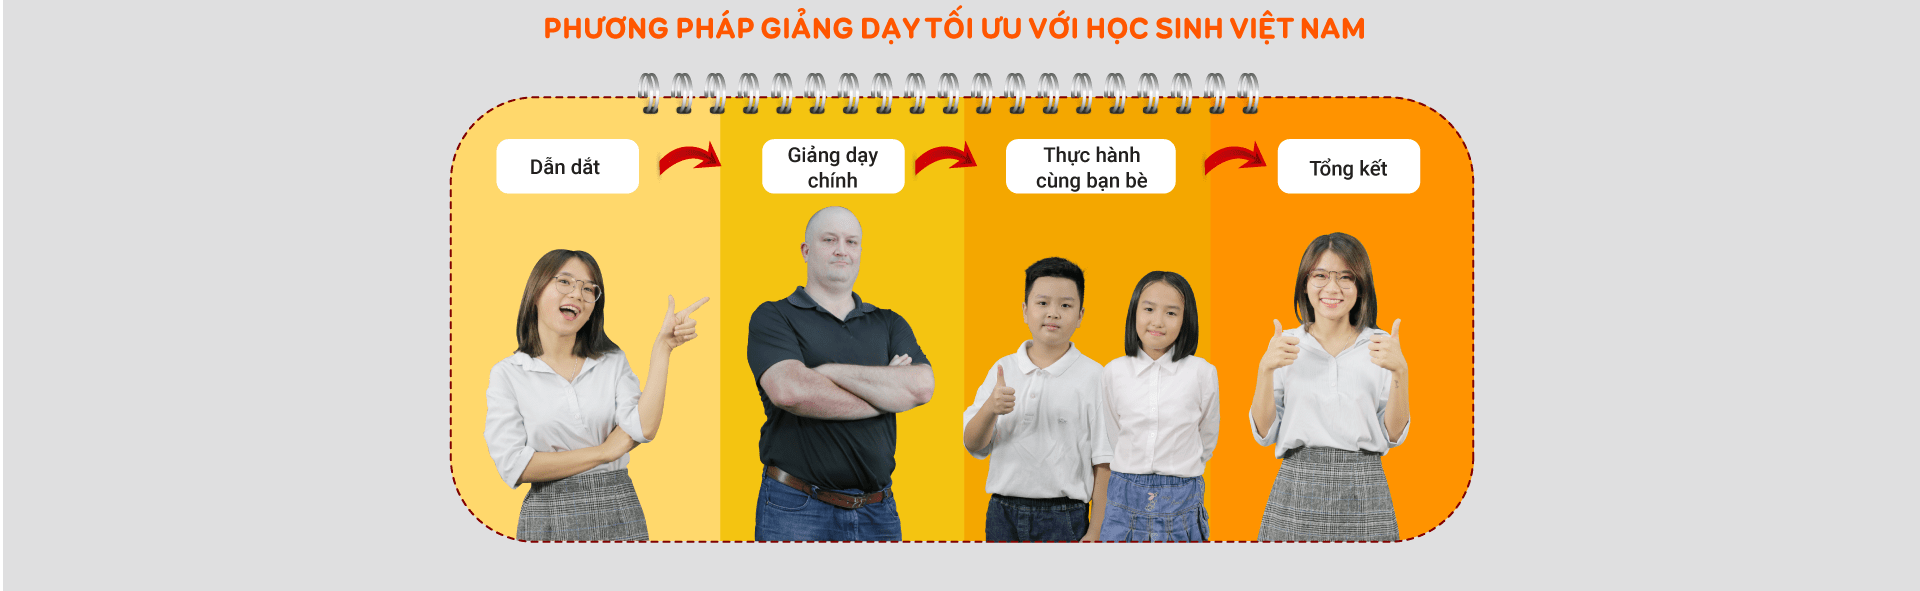 PHƯƠNG PHÁP GIẢNG DẠY TỐI ƯU VỚI HỌC SINH VIỆT NAM
Dẫn dắt
Giảng dạy
chính
Thực hành
cùng bạn bè
Tổng kết